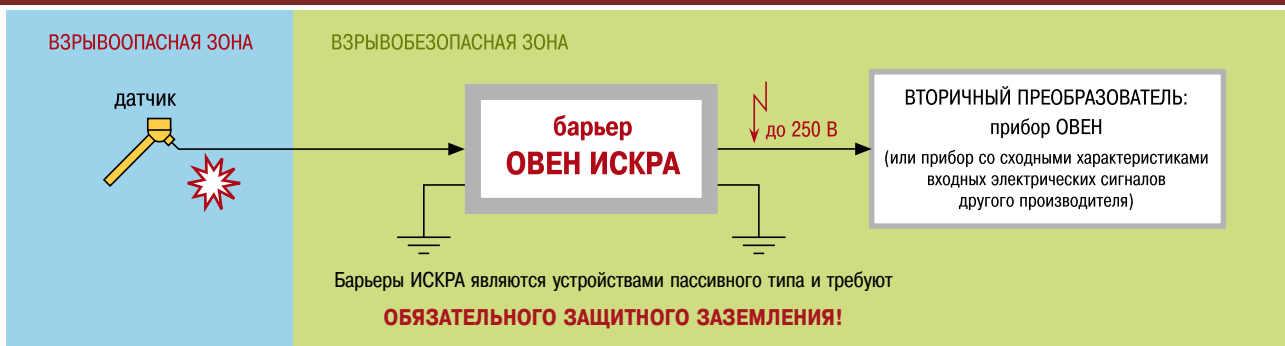 ВЗРЫВООПАСНАЯ ЗОНА
ВЗРЫВОБЕЗОПАСНАЯ ЗОНА
датчик
барьер
ОВЕН ИСКРА
до 250 В
ВТОРИЧНЫЙ ПРЕОБРАЗОВАТЕЛЬ:
прибор ОВЕН
(или прибор со сходными характеристиками
входных электрических сигналов
другого производителя)
Барьеры ИСКРА являются устройствами пассивного типа и требуют
ОБЯЗАТЕЛЬНОГО ЗАЩИТНОГО ЗАЗЕМЛЕНИЯ!